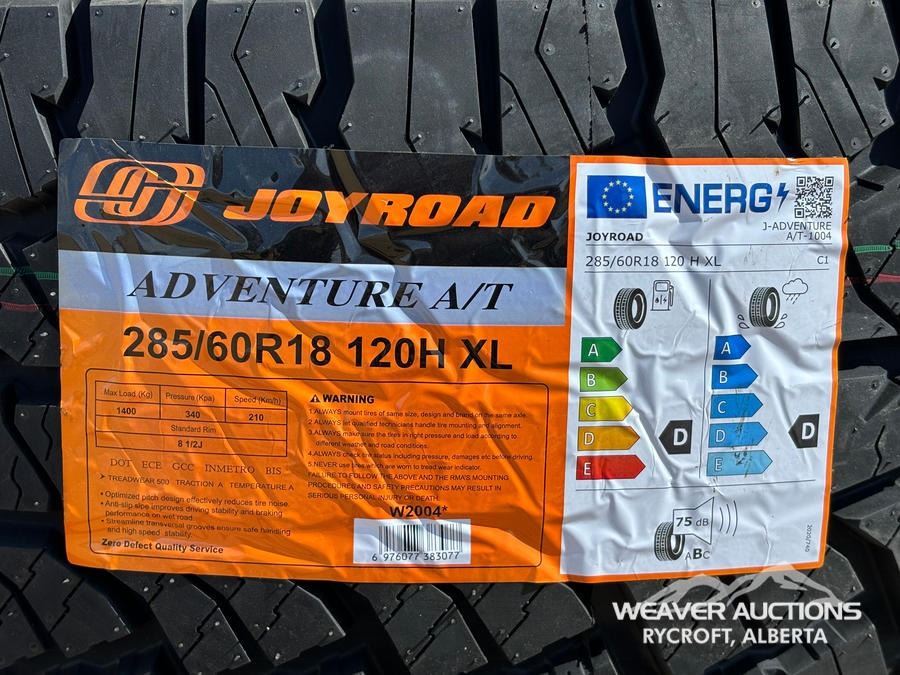 JOYROAD
ADVENTURE A/T
285/60R18 120H XL
Max Load (Kg) Pressure (Kpa) Speed (Km/h)
1400 340 210
Standard Rim
8 1/2J
DOT ECE GCC INMETRO BIS
➤ TREADWEAR 500 TRACTION A TEMPERATURE A
• Optimized pitch design effectively reduces tire noise.
• Anti-slip sipe improves driving stability and braking
performance on wet road.
• Streamline transversal grooves ensure safe handling
and high speed stability.
Zero Defect Quality Service
⚠ WARNING
1.ALWAYS mount tires of same size, design and brand on the same axle.
2.ALWAYS let qualified technicians handle tire mounting and alignment.
3.ALWAYS make sure the tires in right pressure and load according to
different weather and road conditions.
4.ALWAYS check tire status including pressure, damages etc before driving.
5.NEVER use tires which are worn to tread wear indicator.
FAILURE TO FOLLOW THE ABOVE AND THE RMA'S MOUNTING
PROCEDURES AND SAFETY PRECAUTIONS MAY RESULT IN
SERIOUS PERSONAL INJURY OR DEATH.
W2004*
6 976077 383077
ENERG
J-ADVENTURE
JOYROAD A/T-1004
285/60R18 120 H XL C1
A
B
C
D
E
D
A
B
C
D
E
D
75 dB
ABC
2020/740
WEAVER AUCTIONS
RYCROFT, ALBERTA